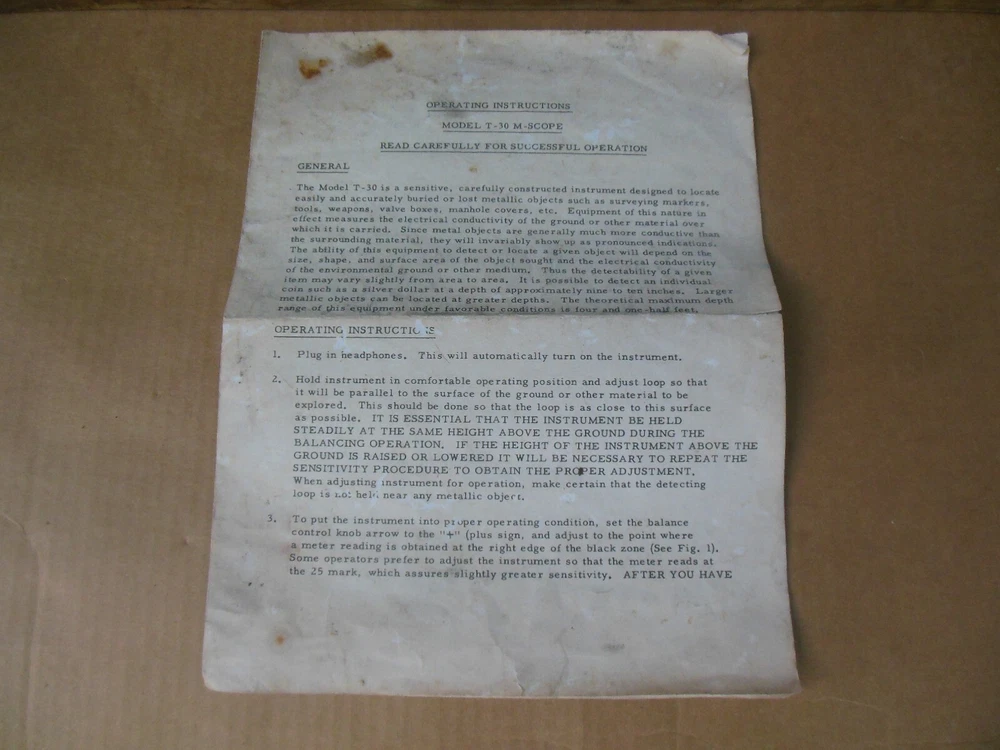 OPERATING INSTRUCTIONS
MODEL T-30 M-SCOPE
READ CAREFULLY FOR SUCCESSFUL OPERATION
GENERAL
The Model T-30 is a sensitive, carefully constructed instrument designed to locate
easily and accurately buried or lost metallic objects such as surveying markers,
tools, weapons, valve boxes, manhole covers, etc. Equipment of this nature in
effect measures the electrical conductivity of the ground or other material over
which it is carried. Since metal objects are generally much more conductive than
the surrounding material, they will invariably show up as pronounced indications.
The ability of this equipment to detect or locate a given object will depend on the
size, shape, and surface area of the object sought and the electrical conductivity
of the environmental ground or other medium. Thus the detectability of a given
item may vary slightly from area to area. It is possible to detect an individual
coin such as a silver dollar at a depth of approximately nine to ten inches. Larger
metallic objects can be located at greater depths. The theoretical maximum depth
range of this equipment under favorable conditions is four and one-half feet.
OPERATING INSTRUCTIONS
1. Plug in headphones. This will automatically turn on the instrument.
2. Hold instrument in comfortable operating position and adjust loop so that
it will be parallel to the surface of the ground or other material to be
explored. This should be done so that the loop is as close to this surface
as possible. IT IS ESSENTIAL THAT THE INSTRUMENT BE HELD
STEADILY AT THE SAME HEIGHT ABOVE THE GROUND DURING THE
BALANCING OPERATION. IF THE HEIGHT OF THE INSTRUMENT ABOVE THE
GROUND IS RAISED OR LOWERED IT WILL BE NECESSARY TO REPEAT THE
SENSITIVITY PROCEDURE TO OBTAIN THE PROPER ADJUSTMENT.
When adjusting instrument for operation, make certain that the detecting
loop is not held near any metallic object.
3. To put the instrument into proper operating condition, set the balance
control knob arrow to the "+" (plus sign, and adjust to the point where
a meter reading is obtained at the right edge of the black zone (See Fig. 1).
Some operators prefer to adjust the instrument so that the meter reads at
the 25 mark, which assures slightly greater sensitivity. AFTER YOU HAVE